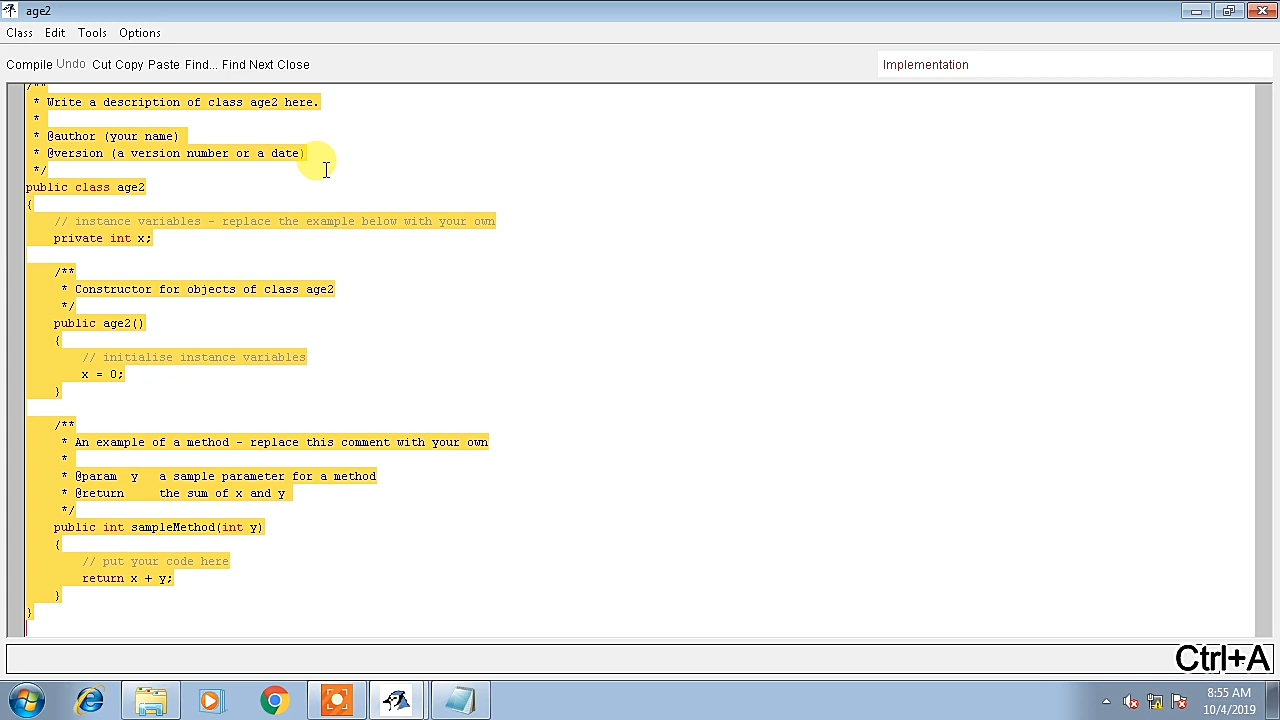 age2
Class Edit Tools Options
Compile Undo Cut Copy Paste Find... Find Next Close
Implementation
/**
* Write a description of class age2 here.
*
* @author (your name)
* @version (a version number or a date)
*/
public class age2
{
// instance variables - replace the example below with your own
private int x;
/**
* Constructor for objects of class age2
*/
public age2()
{
// initialise instance variables
x = 0;
}
/**
* An example of a method - replace this comment with your own
*
* @param y a sample parameter for a method
* @return the sum of x and y
*/
public int sampleMethod(int y)
{
// put your code here
return x + y;
}
}
Ctrl+A
8:55 AM
10/4/2019